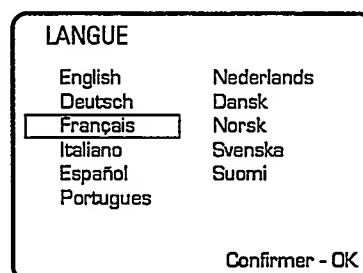 LANGUE
English
Deutsch
Français
Italiano
Español
Portugues
Nederlands
Dansk
Norsk
Svenska
Suomi
Confirmer - OK